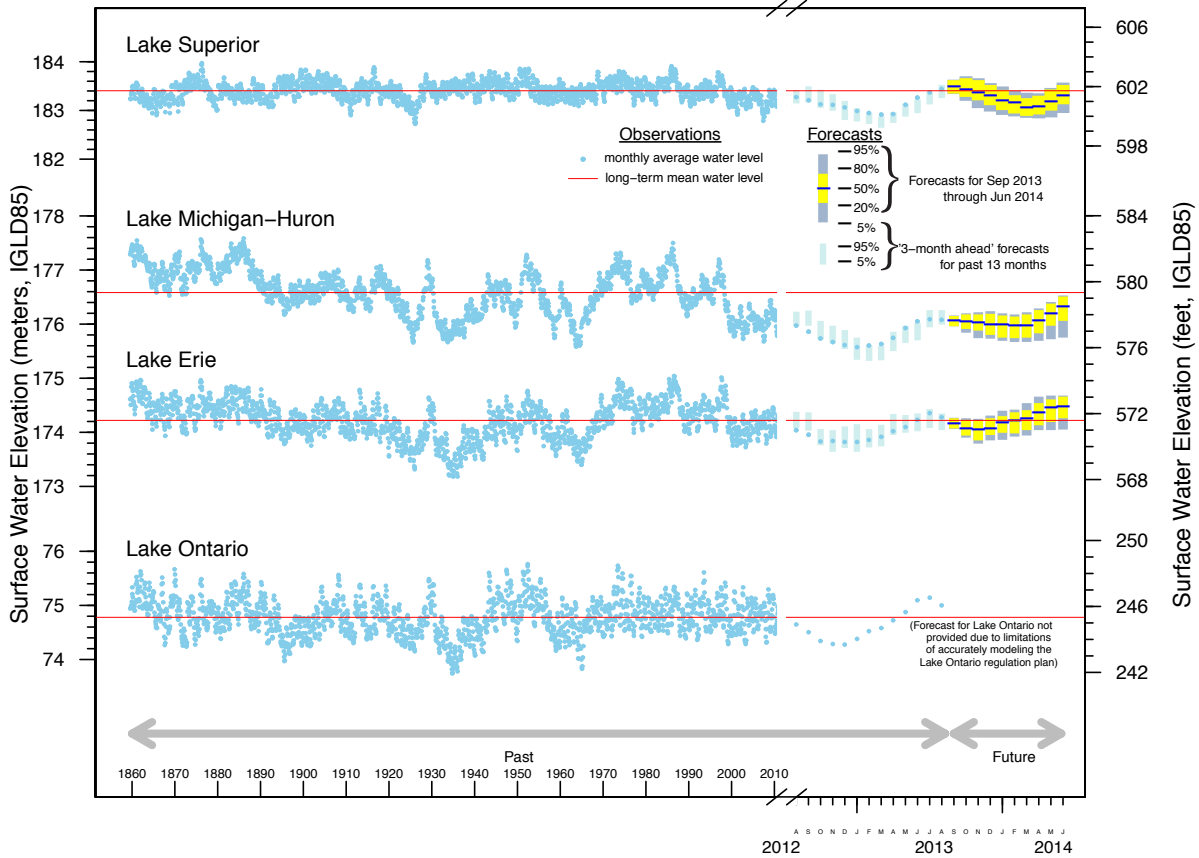 Lake Superior
Observations
monthly average water level
long−term mean water level
Forecasts
95%
80%
50%
20%
5%
Forecasts for Sep 2013
through Jun 2014
95%
5%
'3−month ahead' forecasts
for past 13 months
Lake Michigan−Huron
Lake Erie
Lake Ontario
(Forecast for Lake Ontario not
provided due to limitations
of accurately modeling the
Lake Ontario regulation plan)
Surface Water Elevation (meters, IGLD85)
184
183
182
178
177
176
175
174
173
76
75
74
Surface Water Elevation (feet, IGLD85)
606
602
598
584
580
576
572
568
250
246
242
Past
Future
1860 1870 1880 1890 1900 1910 1920 1930 1940 1950 1960 1970 1980 1990 2000 2010
A S O N D J F M A M J J A S O N D J F M A M J
2012 2013 2014